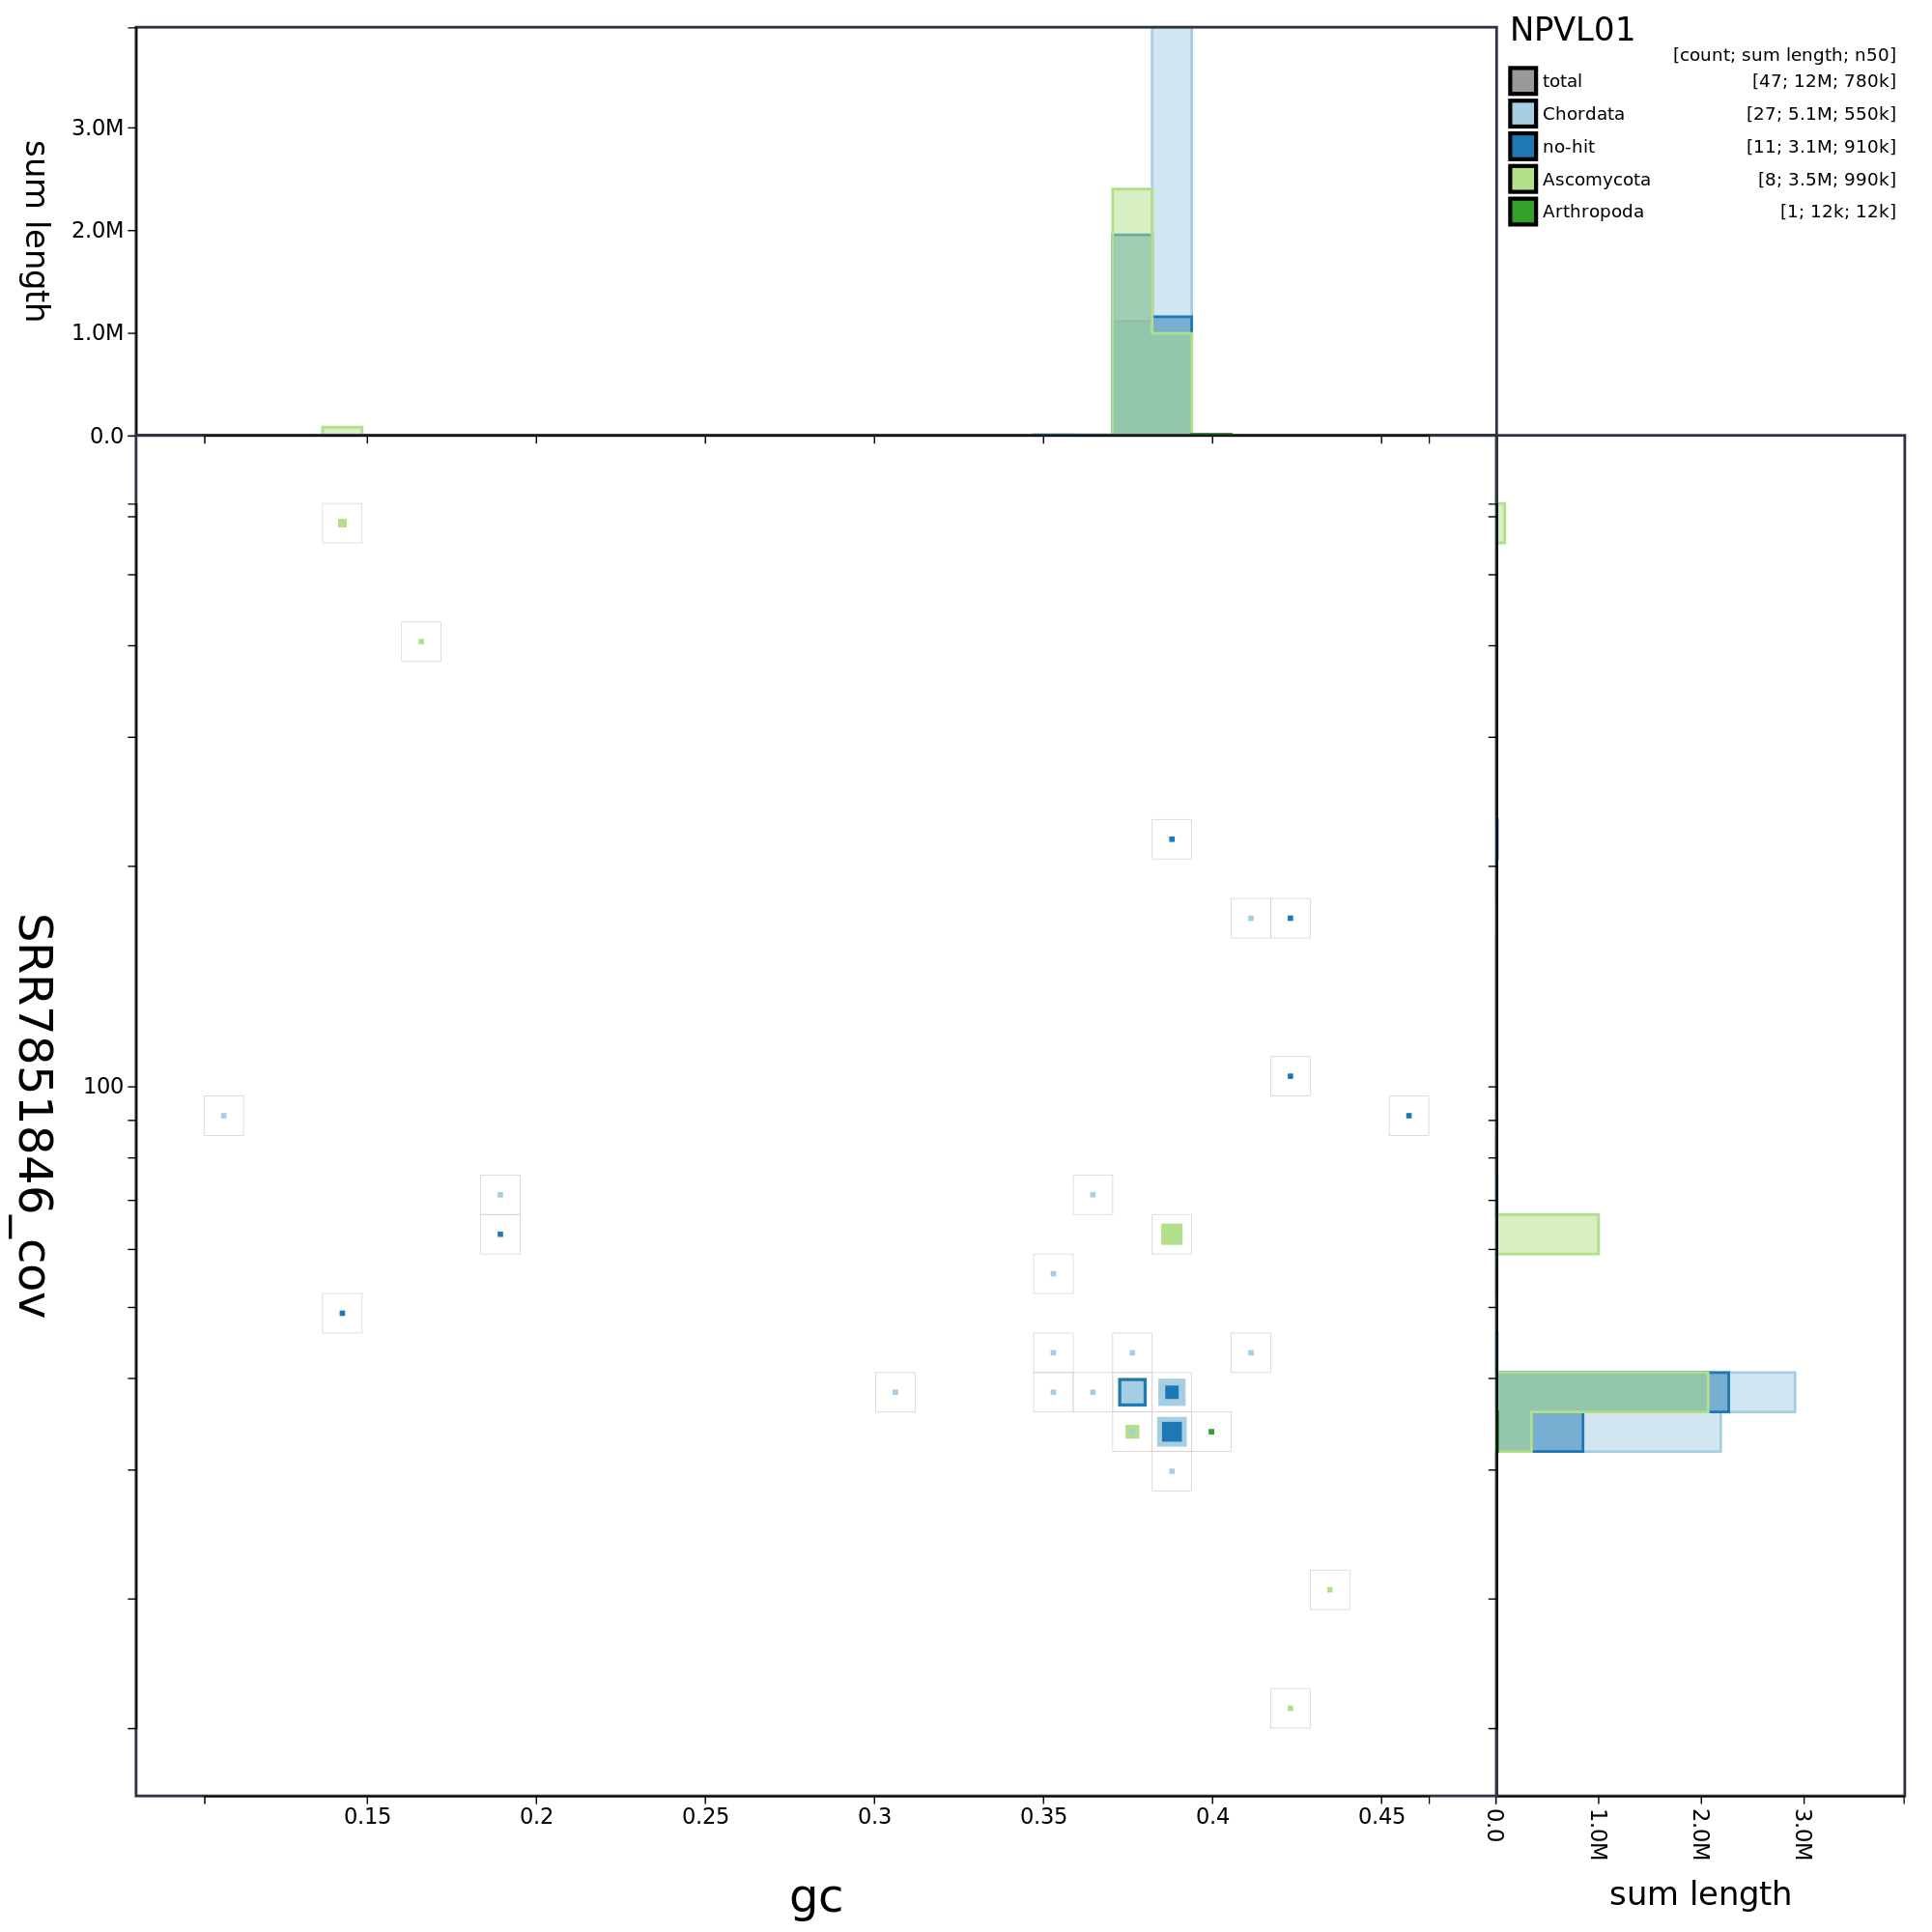 NPVL01
[count; sum length; n50]
total [47; 12M; 780k]
Chordata [27; 5.1M; 550k]
no-hit [11; 3.1M; 910k]
Ascomycota [8; 3.5M; 990k]
Arthropoda [1; 12k; 12k]
sum length
3.0M
2.0M
1.0M
0.0
SRR7851846_cov
100
0.15 0.2 0.25 0.3 0.35 0.4 0.45
gc
0.0 1.0M 2.0M 3.0M
sum length